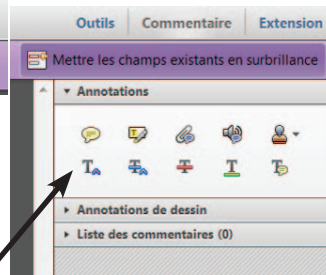 Outils Commentaire Extension
Mettre les champs existants en surbrillance
Annotations
Annotations de dessin
Liste des commentaires (0)